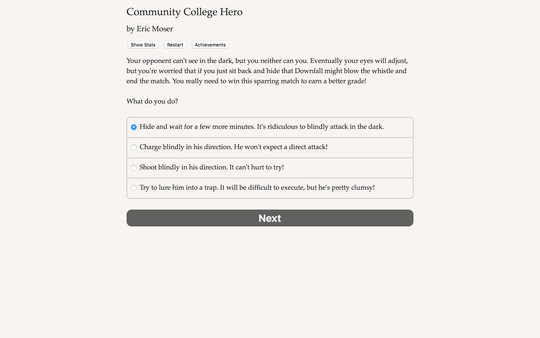 Community College Hero
by Eric Moser
Show Stats Restart Achievements
Your opponent can't see in the dark, but you neither can you. Eventually your eyes will adjust,
but you're worried that if you just sit back and hide that Downfall might blow the whistle and
end the match. You really need to win this sparring match to earn a better grade!
What do you do?
Hide and wait for a few more minutes. It's ridiculous to blindly attack in the dark.
Charge blindly in his direction. He won't expect a direct attack!
Shoot blindly in his direction. It can't hurt to try!
Try to lure him into a trap. It will be difficult to execute, but he's pretty clumsy!
Next